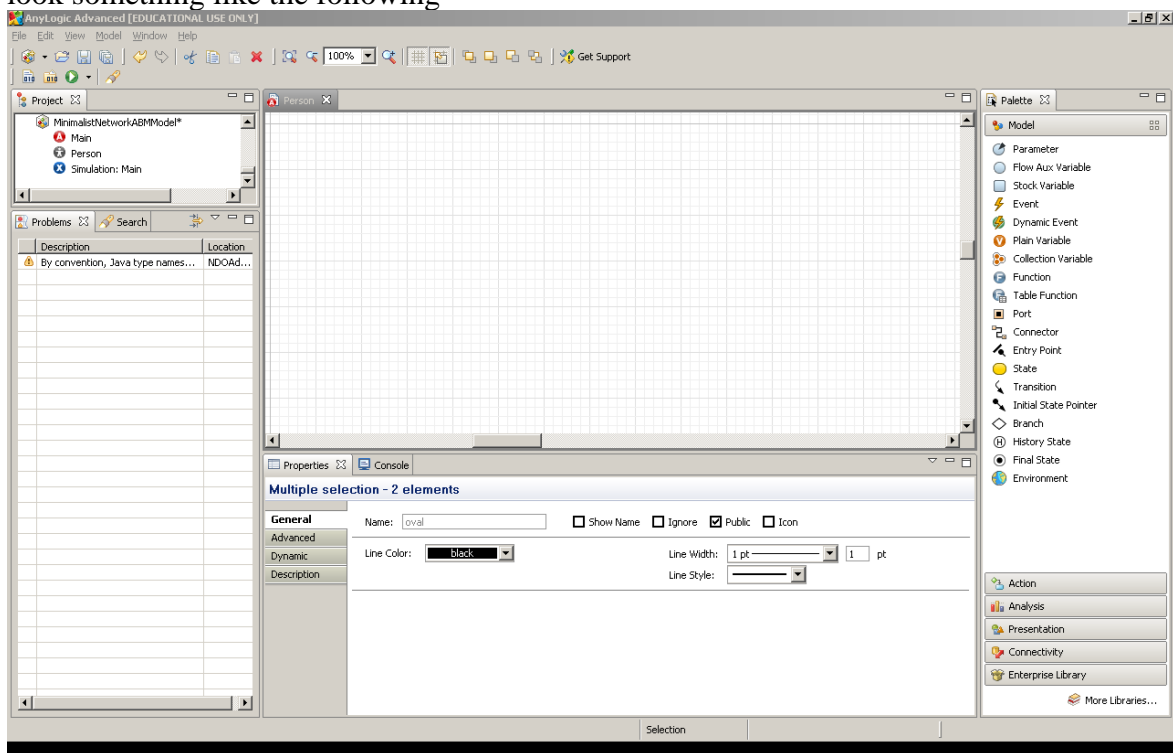 look something like the following
AnyLogic Advanced [EDUCATIONAL USE ONLY]
File Edit View Model Window Help
100%
Get Support
Project
MinimalistNetworkABMModel*
Main
Person
Simulation: Main
Problems
Search
Description Location
By convention, Java type names... NDOAd...
Person
Properties
Console
Multiple selection - 2 elements
General
Advanced
Dynamic
Description
Name: oval
Show Name Ignore Public Icon
Line Color: black
Line Width: 1 pt 1 pt
Line Style:
Palette
Model
Parameter
Flow Aux Variable
Stock Variable
Event
Dynamic Event
Plain Variable
Collection Variable
Function
Table Function
Port
Connector
Entry Point
State
Transition
Initial State Pointer
Branch
History State
Final State
Environment
Action
Analysis
Presentation
Connectivity
Enterprise Library
More Libraries...
Selection